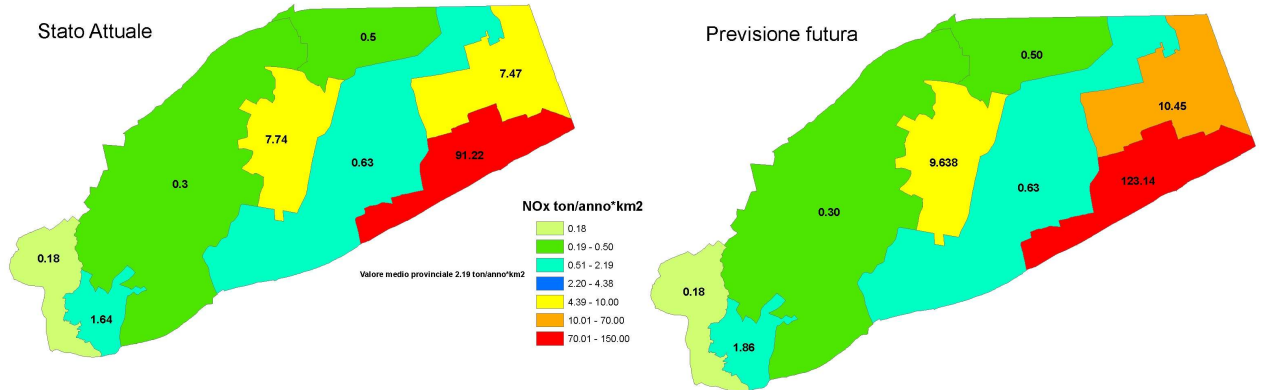 Stato Attuale
0.5
7.47
7.74
0.63
91.22
0.3
0.18
1.64
NOx ton/anno*km2
0.18
0.19 - 0.50
0.51 - 2.19
2.20 - 4.38
4.39 - 10.00
10.01 - 70.00
70.01 - 150.00
Valore medio provinciale 2.19 ton/anno*km2
Previsione futura
0.50
10.45
9.638
0.63
123.14
0.30
0.18
1.86